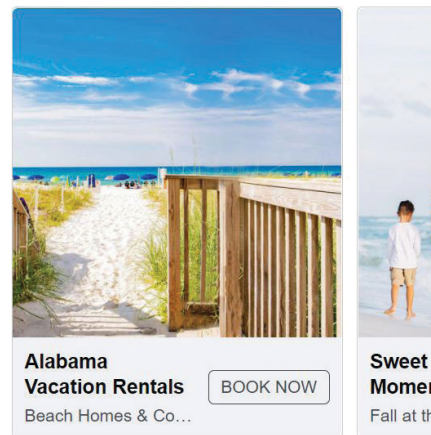 Alabama
Vacation Rentals
BOOK NOW
Beach Homes & Co...
Sweet
Fall at